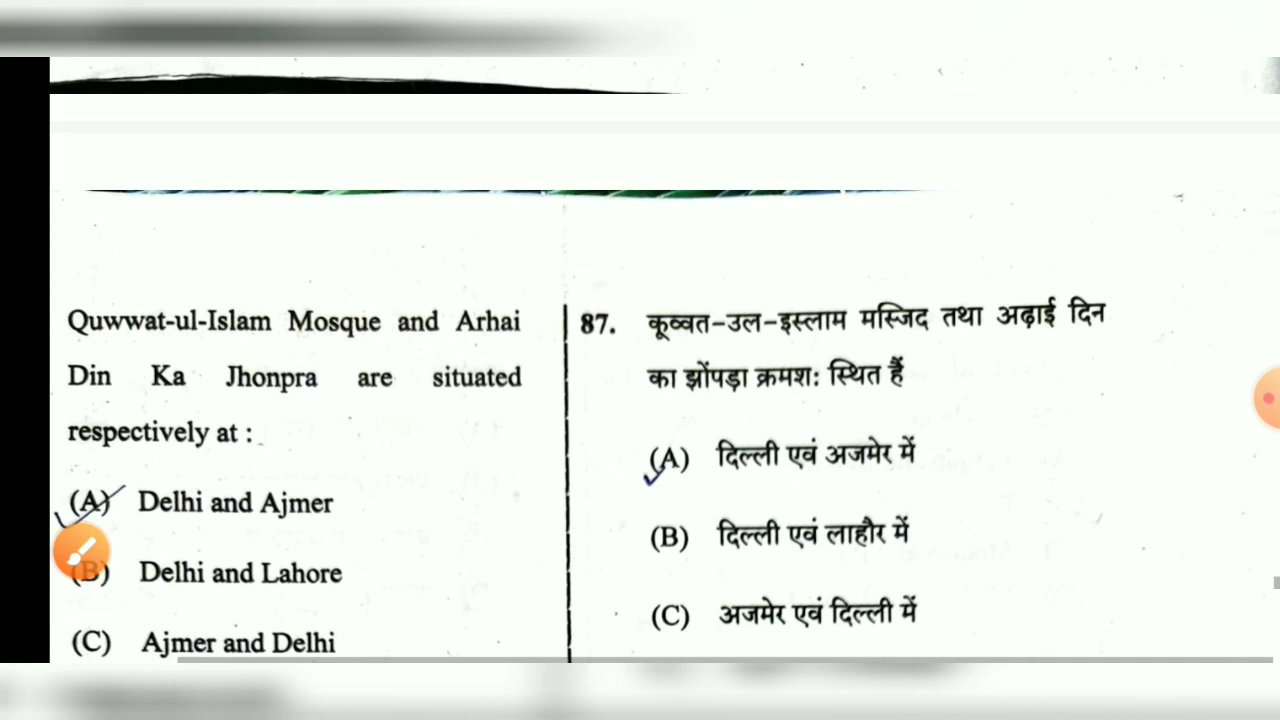 Quwwat-ul-Islam Mosque and Arhai
Din Ka Jhonpra are situated
respectively at :
(A) Delhi and Ajmer
(B) Delhi and Lahore
(C) Ajmer and Delhi
87. कूव्वत-उल-इस्लाम मस्जिद तथा अढ़ाई दिन
का झोंपड़ा क्रमशः स्थित हैं
(A) दिल्ली एवं अजमेर में
(B) दिल्ली एवं लाहौर में
(C) अजमेर एवं दिल्ली में